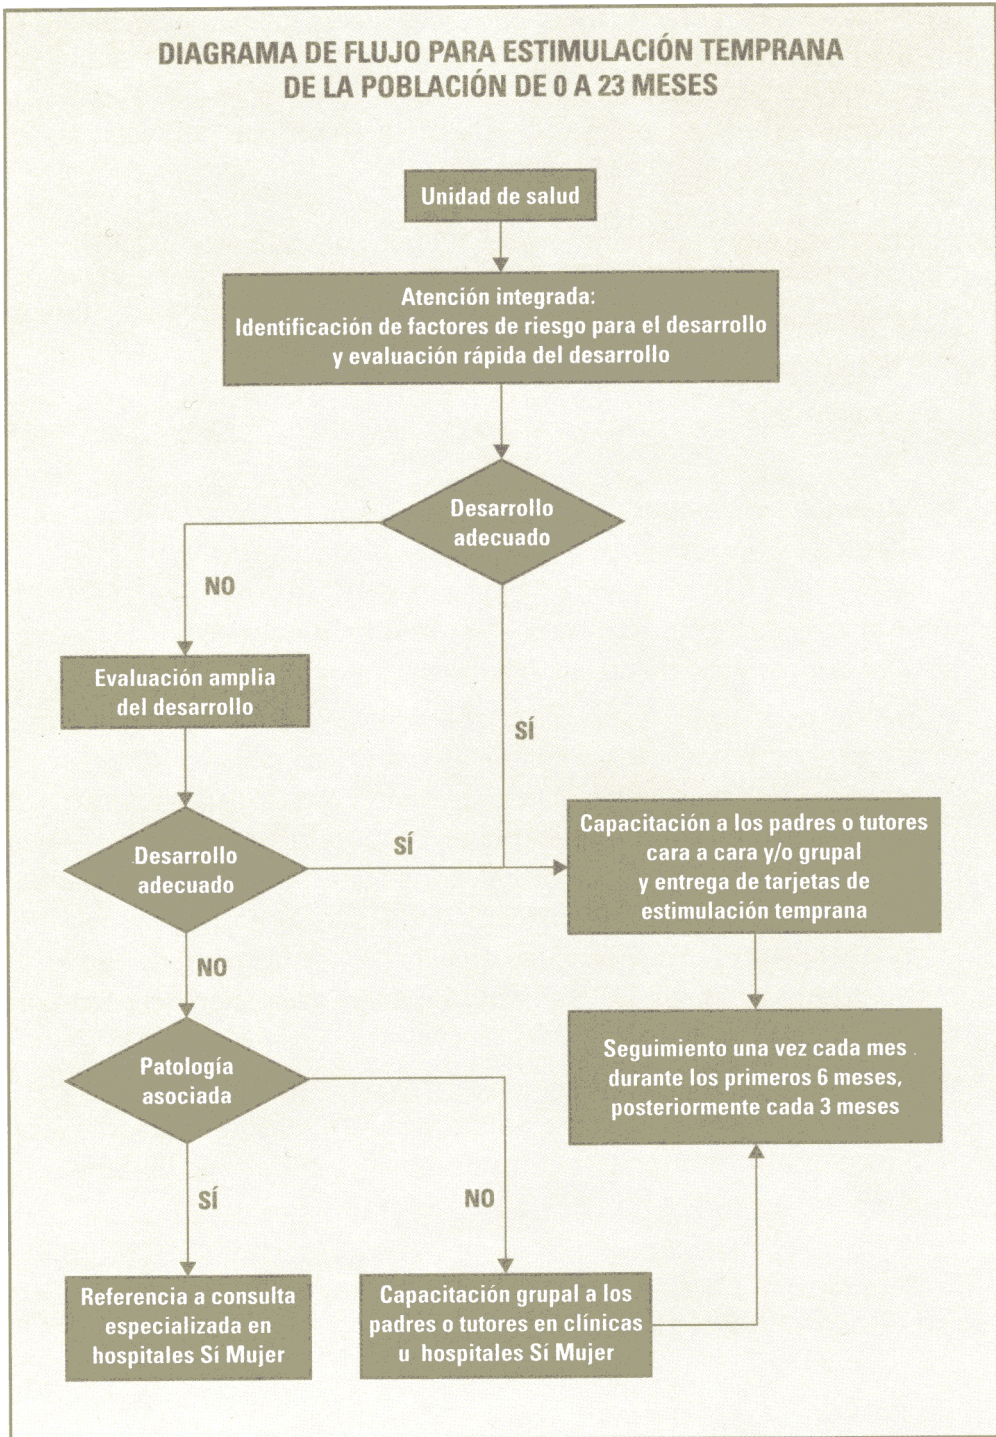 DIAGRAMA DE FLUJO PARA ESTIMULACIÓN TEMPRANA
DE LA POBLACIÓN DE 0 A 23 MESES
Unidad de salud
Atención integrada:
Identificación de factores de riesgo para el desarrollo
y evaluación rápida del desarrollo
Desarrollo
adecuado
NO
Evaluación amplia
del desarrollo
SÍ
Desarrollo
adecuado
SÍ
Capacitación a los padres o tutores
cara a cara y/o grupal
y entrega de tarjetas de
estimulación temprana
NO
Patología
asociada
Seguimiento una vez cada mes
durante los primeros 6 meses,
posteriormente cada 3 meses
SÍ
NO
Referencia a consulta
especializada en
hospitales Sí Mujer
Capacitación grupal a los
padres o tutores en clínicas
u hospitales Sí Mujer